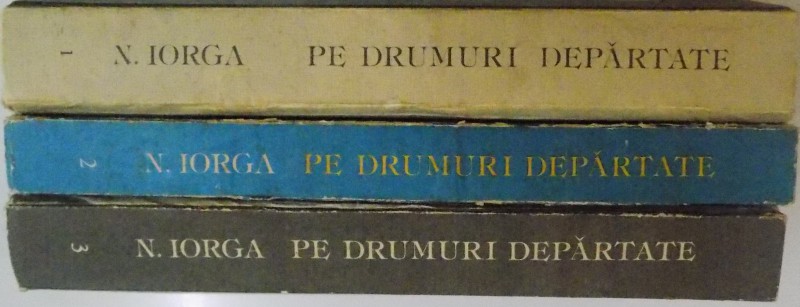 1 N. IORGA PE DRUMURI DEPĂRTATE
2 N. IORGA PE DRUMURI DEPĂRTATE
3 N. IORGA PE DRUMURI DEPĂRTATE